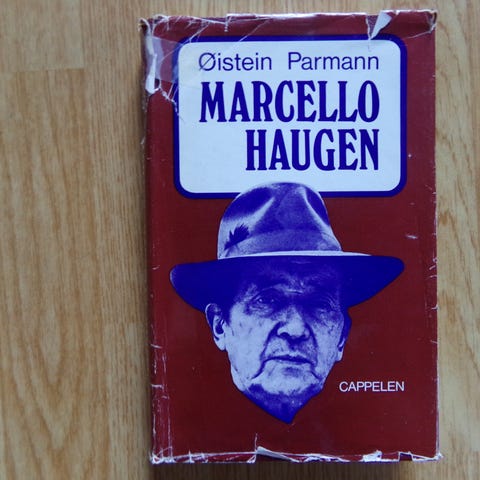 Øistein Parmann
MARCELLO
HAUGEN
CAPPELEN